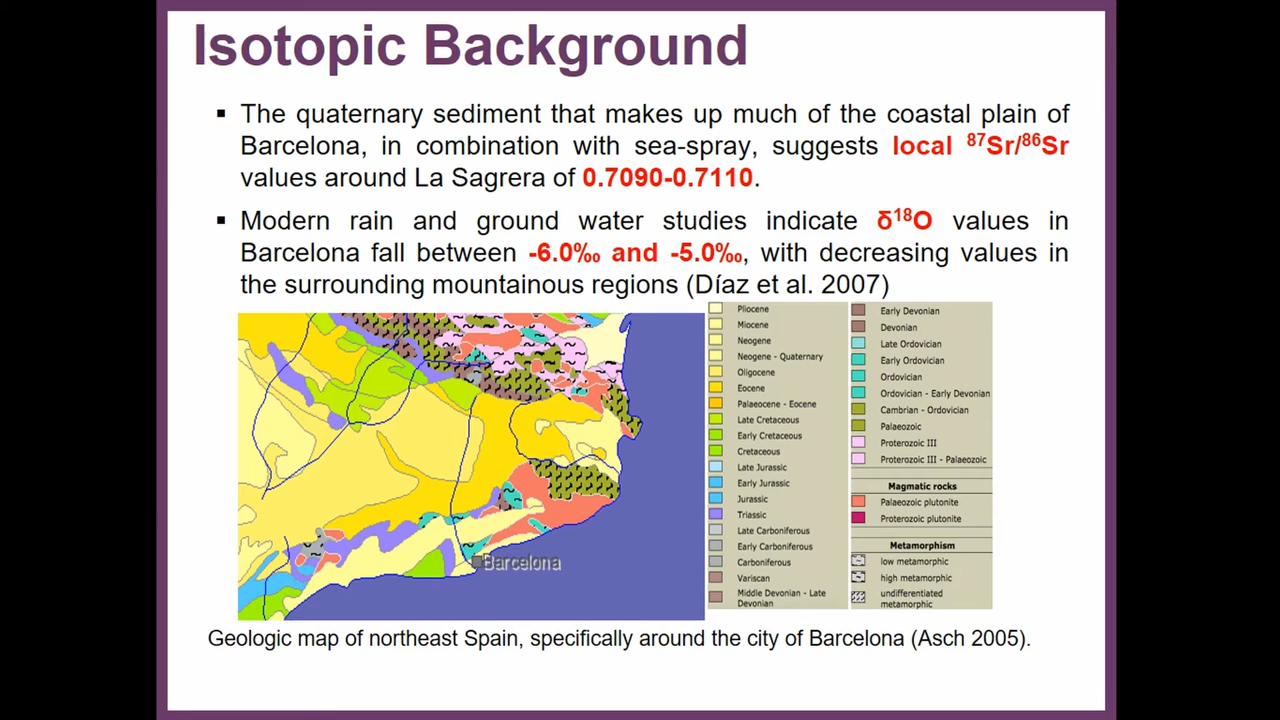 Isotopic Background
▪ The quaternary sediment that makes up much of the coastal plain of
Barcelona, in combination with sea-spray, suggests local ⁸⁷Sr/⁸⁶Sr
values around La Sagrera of 0.7090-0.7110.
▪ Modern rain and ground water studies indicate δ¹⁸O values in
Barcelona fall between -6.0‰ and -5.0‰, with decreasing values in
the surrounding mountainous regions (Díaz et al. 2007)
Barcelona
Pliocene
Miocene
Neogene
Neogene - Quaternary
Oligocene
Eocene
Palaeocene - Eocene
Late Cretaceous
Early Cretaceous
Cretaceous
Late Jurassic
Early Jurassic
Jurassic
Triassic
Late Carboniferous
Early Carboniferous
Carboniferous
Variscan
Middle Devonian - Late
Devonian
Early Devonian
Devonian
Late Ordovician
Early Ordovician
Ordovician
Ordovician - Early Devonian
Cambrian - Ordovician
Palaeozoic
Proterozoic III
Proterozoic III - Palaeozoic
Magmatic rocks
Palaeozoic plutonite
Proterozoic plutonite
Metamorphism
low metamorphic
high metamorphic
undifferentiated
metamorphic
Geologic map of northeast Spain, specifically around the city of Barcelona (Asch 2005).